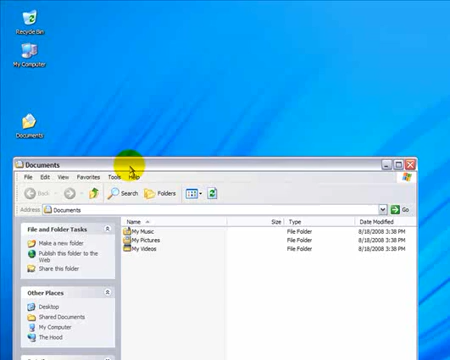 Recycle Bin
My Computer
Documents
Documents
File Edit View Favorites Tools Help
Back Search Folders
Address Documents Go
File and Folder Tasks
Make a new folder
Publish this folder to the
Web
Share this folder
Other Places
Desktop
Shared Documents
My Computer
The Hood
Name Size Type Date Modified
My Music File Folder 8/18/2008 3:38 PM
My Pictures File Folder 8/18/2008 3:38 PM
My Videos File Folder 8/18/2008 3:38 PM